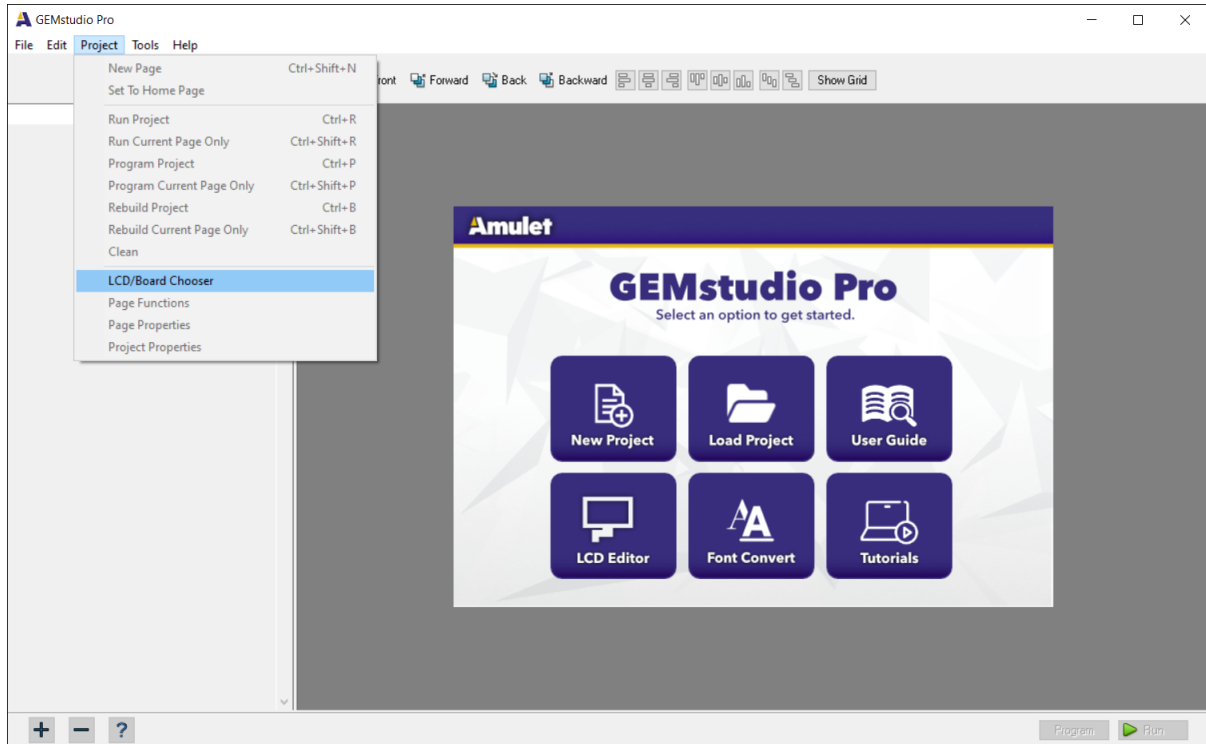 GEMstudio Pro
File Edit Project Tools Help
New Page Ctrl+Shift+N
Set To Home Page
Run Project Ctrl+R
Run Current Page Only Ctrl+Shift+R
Program Project Ctrl+P
Program Current Page Only Ctrl+Shift+P
Rebuild Project Ctrl+B
Rebuild Current Page Only Ctrl+Shift+B
Clean
LCD/Board Chooser
Page Functions
Page Properties
Project Properties
ront Forward Back Backward Show Grid
Amulet
GEMstudio Pro
Select an option to get started.
New Project Load Project User Guide
LCD Editor Font Convert Tutorials
Program Run